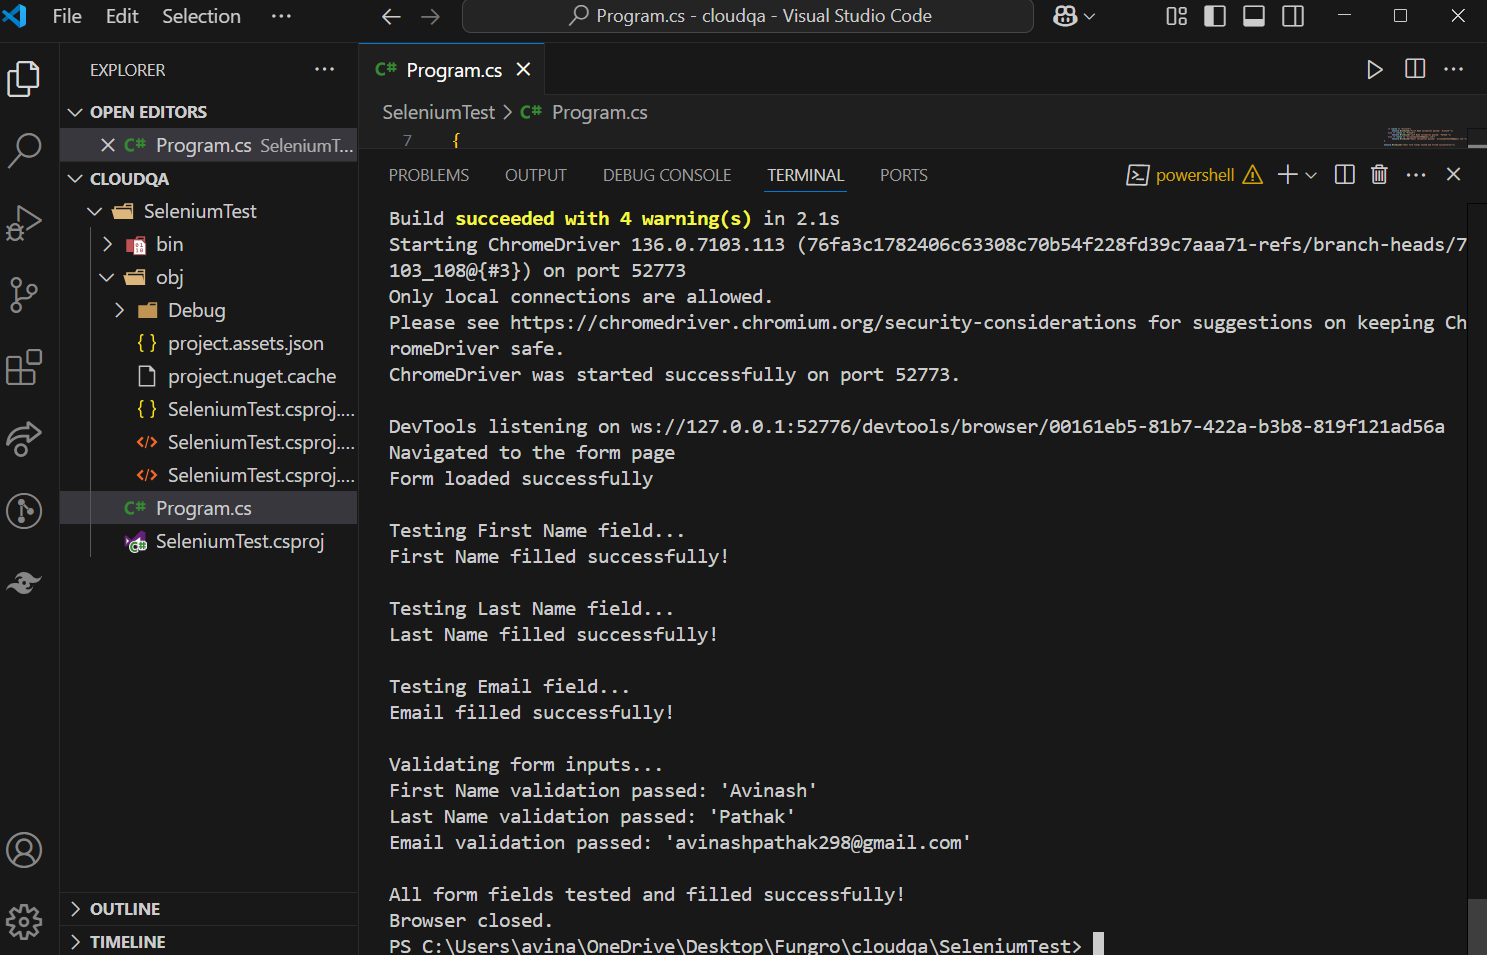 File Edit Selection ···
Program.cs - cloudqa - Visual Studio Code
EXPLORER ···
OPEN EDITORS
Program.cs SeleniumT...
CLOUDQA
SeleniumTest
bin
obj
Debug
project.assets.json
project.nuget.cache
SeleniumTest.csproj....
SeleniumTest.csproj....
SeleniumTest.csproj....
C# Program.cs
SeleniumTest.csproj
OUTLINE
TIMELINE
C# Program.cs
SeleniumTest > C# Program.cs
7 {
PROBLEMS OUTPUT DEBUG CONSOLE TERMINAL PORTS
powershell
Build succeeded with 4 warning(s) in 2.1s
Starting ChromeDriver 136.0.7103.113 (76fa3c1782406c63308c70b54f228fd39c7aaa71-refs/branch-heads/7
103_108@{#3}) on port 52773
Only local connections are allowed.
Please see https://chromedriver.chromium.org/security-considerations for suggestions on keeping Ch
romeDriver safe.
ChromeDriver was started successfully on port 52773.
DevTools listening on ws://127.0.0.1:52776/devtools/browser/00161eb5-81b7-422a-b3b8-819f121ad56a
Navigated to the form page
Form loaded successfully
Testing First Name field...
First Name filled successfully!
Testing Last Name field...
Last Name filled successfully!
Testing Email field...
Email filled successfully!
Validating form inputs...
First Name validation passed: 'Avinash'
Last Name validation passed: 'Pathak'
Email validation passed: 'avinashpathak298@gmail.com'
All form fields tested and filled successfully!
Browser closed.
PS C:\Users\avina\OneDrive\Desktop\Fungro\cloudqa\SeleniumTest>